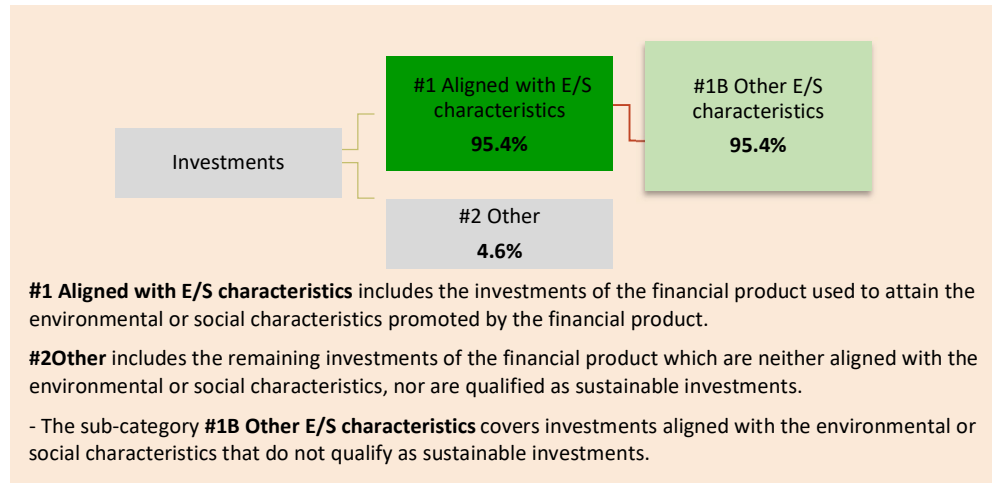 #1 Aligned with E/S
characteristics
95.4%
#1B Other E/S
characteristics
95.4%
Investments
#2 Other
4.6%
#1 Aligned with E/S characteristics includes the investments of the financial product used to attain the
environmental or social characteristics promoted by the financial product.
#2Other includes the remaining investments of the financial product which are neither aligned with the
environmental or social characteristics, nor are qualified as sustainable investments.
- The sub-category #1B Other E/S characteristics covers investments aligned with the environmental or
social characteristics that do not qualify as sustainable investments.